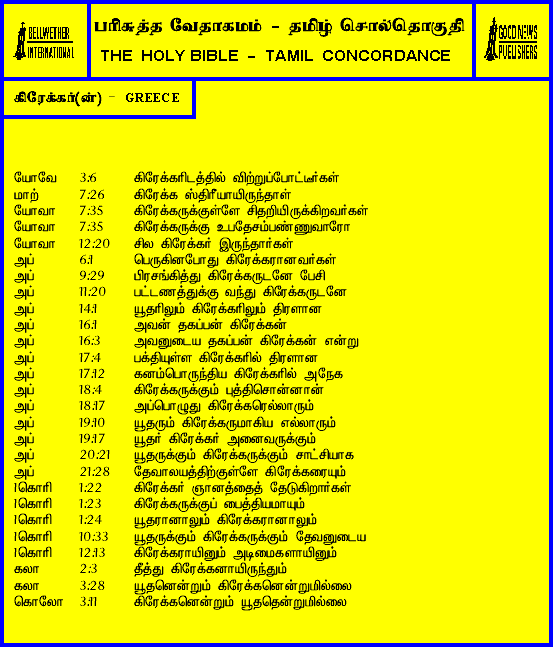 BELLWETHER
INTERNATIONAL
பரிசுத்த வேதாகமம் – தமிழ் சொல்தொகுதி
THE HOLY BIBLE – TAMIL CONCORDANCE
GOOD NEWS
PUBLISHERS
கிரேக்கர்(ன்) – GREECE
யோவே 3:6 கிரேக்கரிடத்தில் விற்றுப்போட்டீர்கள்
மாற் 7:26 கிரேக்க ஸ்திரீயாயிருந்தாள்
யோவா 7:35 கிரேக்கருக்குள்ளே சிதறியிருக்கிறவர்கள்
யோவா 7:35 கிரேக்கருக்கு உபதேசம்பண்ணுவாரோ
யோவா 12:20 சில கிரேக்கர் இருந்தார்கள்
அப் 6:1 பெருகினபோது கிரேக்கரானவர்கள்
அப் 9:29 பிரசங்கித்து கிரேக்கருடனே பேசி
அப் 11:20 பட்டணத்துக்கு வந்து கிரேக்கருடனே
அப் 14:1 யூதரிலும் கிரேக்கரிலும் திரளான
அப் 16:1 அவன் தகப்பன் கிரேக்கன்
அப் 16:3 அவனுடைய தகப்பன் கிரேக்கன் என்று
அப் 17:4 பக்தியுள்ள கிரேக்கரில் திரளான
அப் 17:12 கனம்பொருந்திய கிரேக்கரில் அநேக
அப் 18:4 கிரேக்கருக்கும் புத்திசொன்னான்
அப் 18:17 அப்பொழுது கிரேக்கரெல்லாரும்
அப் 19:10 யூதரும் கிரேக்கருமாகிய எல்லாரும்
அப் 19:17 யூதர் கிரேக்கர் அனைவருக்கும்
அப் 20:21 யூதருக்கும் கிரேக்கருக்கும் சாட்சியாக
அப் 21:28 தேவாலயத்திற்குள்ளே கிரேக்கரையும்
1கொரி 1:22 கிரேக்கர் ஞானத்தைத் தேடுகிறார்கள்
1கொரி 1:23 கிரேக்கருக்குப் பைத்தியமாயும்
1கொரி 1:24 யூதரானாலும் கிரேக்கரானாலும்
1கொரி 10:33 யூதருக்கும் கிரேக்கருக்கும் தேவனுடைய
1கொரி 12:13 கிரேக்கராயினும் அடிமைகளாயினும்
கலா 2:3 தீத்து கிரேக்கனாயிருந்தும்
கலா 3:28 யூதனென்றும் கிரேக்கனென்றுமில்லை
கொலோ 3:11 கிரேக்கனென்றும் யூததென்றுமில்லை